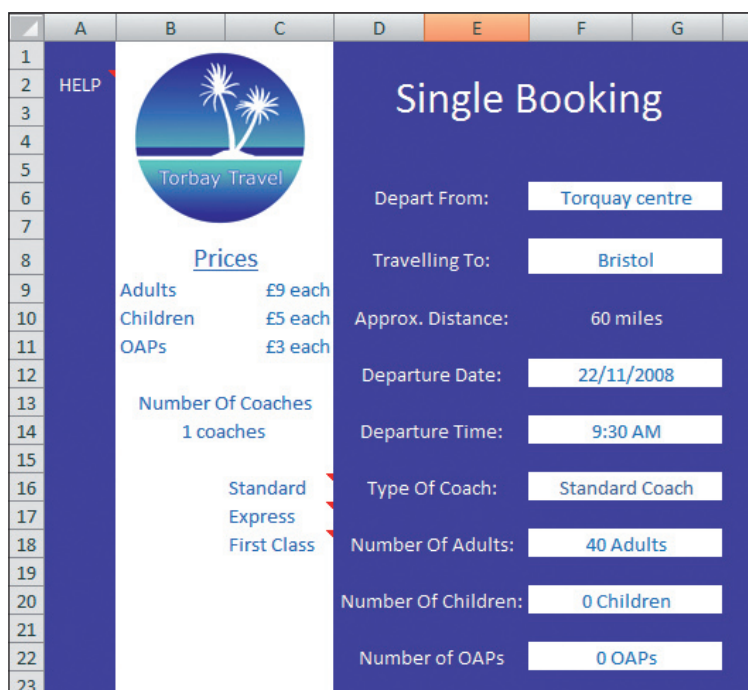 A B C D E F G
1
2 HELP Single Booking
3
4
5
Torbay Travel
6 Depart From: Torquay centre
7
8 Prices Travelling To: Bristol
9 Adults £9 each
10 Children £5 each Approx. Distance: 60 miles
11 OAPs £3 each
12 Departure Date: 22/11/2008
13 Number Of Coaches
14 1 coaches Departure Time: 9:30 AM
15
16 Standard Type Of Coach: Standard Coach
17 Express
18 First Class Number Of Adults: 40 Adults
19
20 Number Of Children: 0 Children
21
22 Number of OAPs 0 OAPs
23